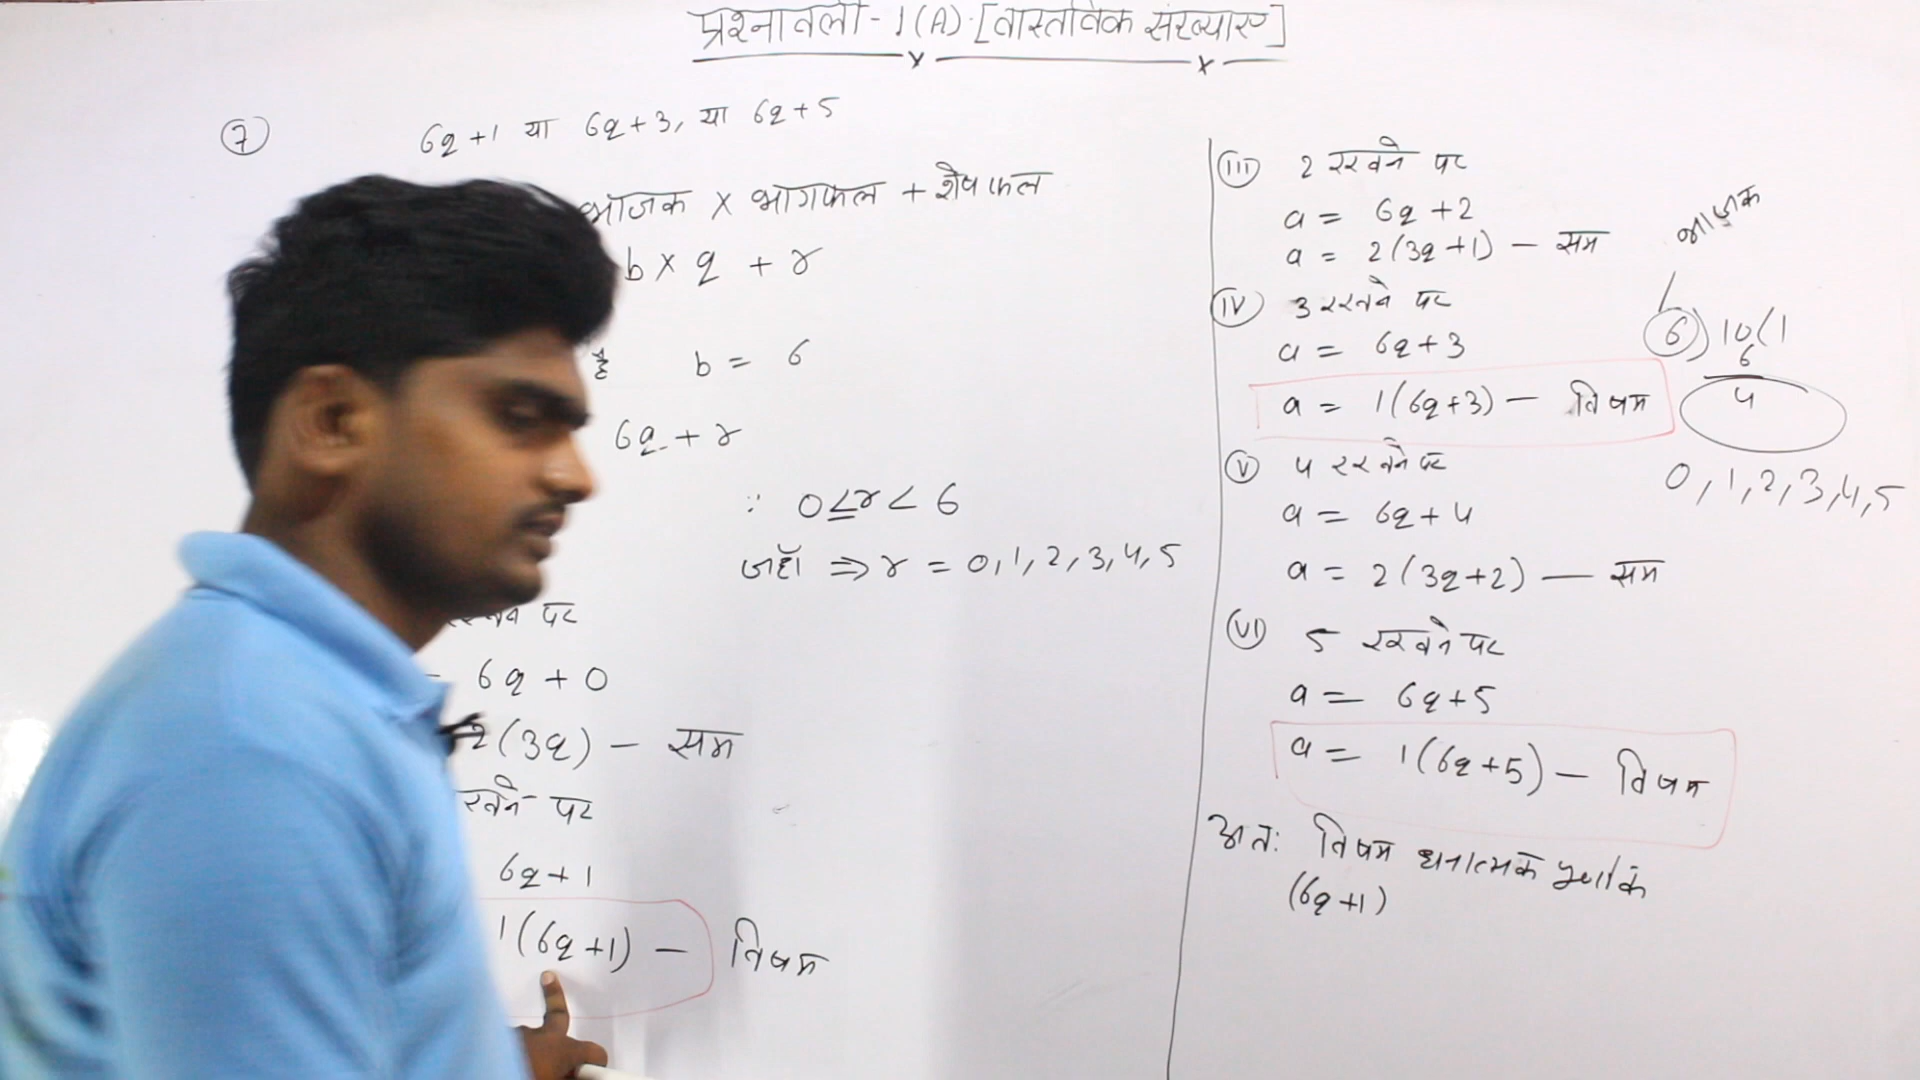 प्रश्नावली - 1(A) · [वास्तविक संख्याएं]
7
6q+1 या 6q+3, या 6q+5
भाजक × भागफल + शेषफल
b × q + r
है b = 6
6q + r
∵ 0 ≤ r < 6
जहाँ ⇒ r = 0, 1, 2, 3, 4, 5
पर
6q + 0
2(3q) - सम
रखने पर
6q+1
1(6q+1) - विषम
III 2 रखने पर
a = 6q+2
a = 2(3q+1) - सम
IV 3 रखने पर
a = 6q+3
a = 1(6q+3) - विषम
V 4 रखने पर
a = 6q+4
a = 2(3q+2) - सम
VI 5 रखने पर
a = 6q+5
a = 1(6q+5) - विषम
अतः विषम धनात्मक पूर्णांक
(6q+1)
भाजक
6) 10 (1
6
4
0, 1, 2, 3, 4, 5